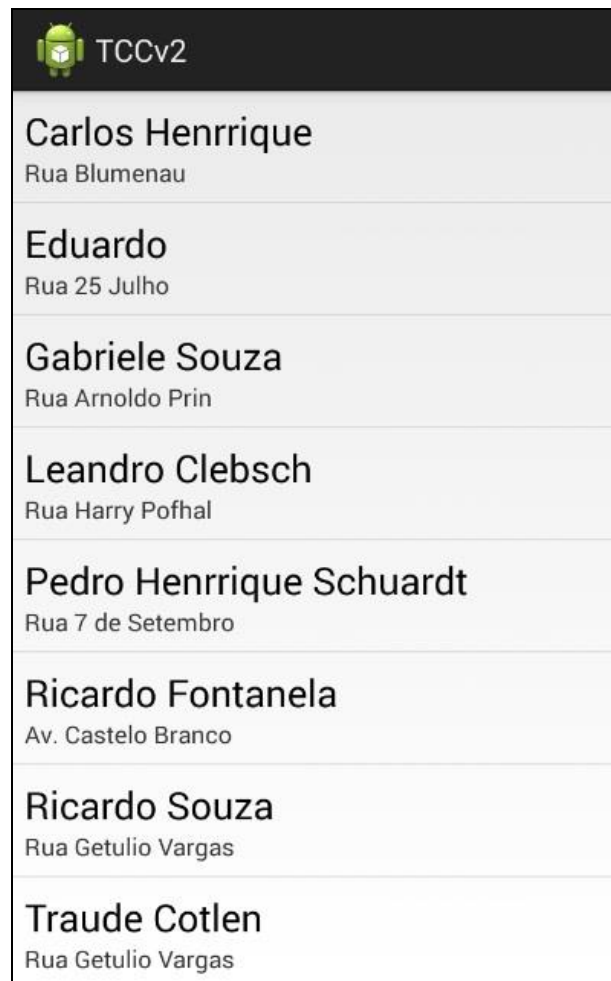 TCCv2
Carlos Henrrique
Rua Blumenau
Eduardo
Rua 25 Julho
Gabriele Souza
Rua Arnoldo Prin
Leandro Clebsch
Rua Harry Pofhal
Pedro Henrrique Schuardt
Rua 7 de Setembro
Ricardo Fontanela
Av. Castelo Branco
Ricardo Souza
Rua Getulio Vargas
Traude Cotlen
Rua Getulio Vargas